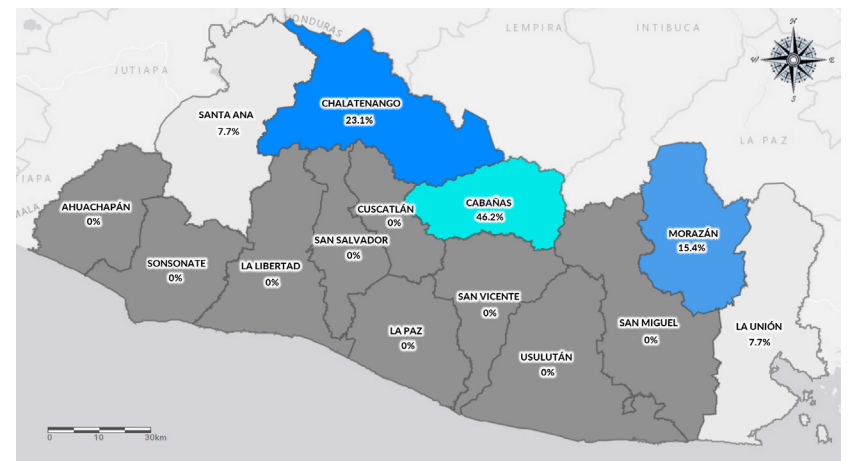 HONDURAS
LEMPIRA
INTIBUCA
N
W
E
S
JUTIAPA
CHALATENANGO
23.1%
SANTA ANA
7.7%
LA PAZ
TIAPA
MALA
AHUACHAPÁN
0%
CUSCATLÁN
0%
CABAÑAS
46.2%
MORAZÁN
15.4%
SAN SALVADOR
0%
SONSONATE
0%
LA LIBERTAD
0%
SAN VICENTE
0%
LA PAZ
0%
USULUTÁN
0%
SAN MIGUEL
0%
LA UNIÓN
7.7%
0 10 30km